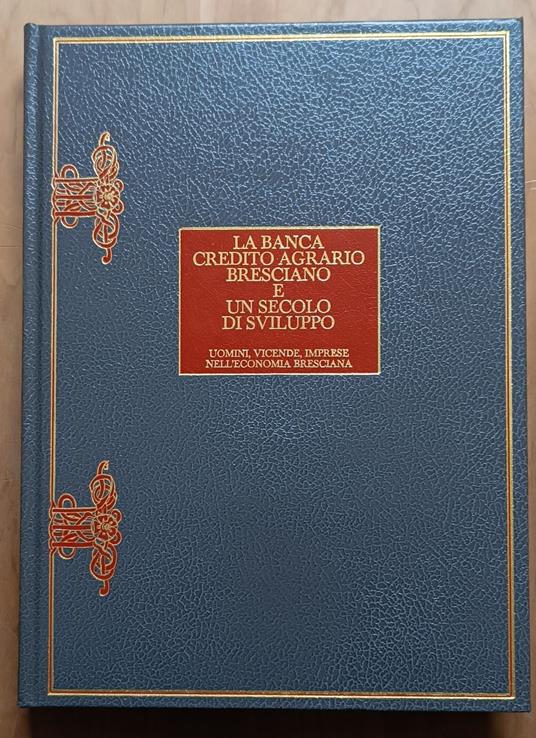 LA BANCA
CREDITO AGRARIO
BRESCIANO
E
UN SECOLO
DI SVILUPPO
UOMINI, VICENDE, IMPRESE
NELL'ECONOMIA BRESCIANA